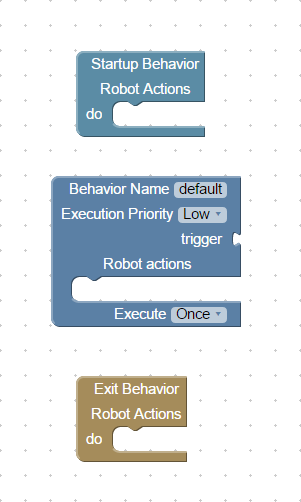 Startup Behavior
Robot Actions
do
Behavior Name default
Execution Priority Low
trigger
Robot actions
Execute Once
Exit Behavior
Robot Actions
do